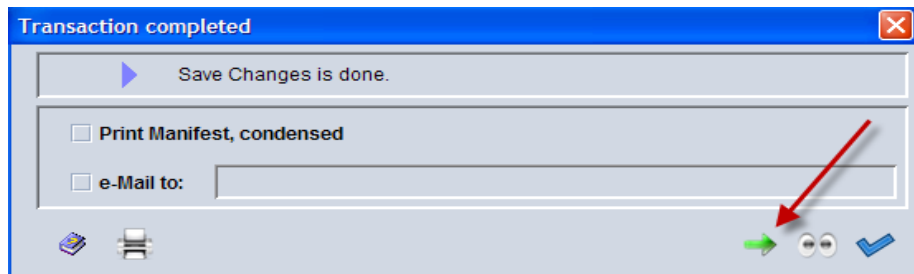 Transaction completed
Save Changes is done.
Print Manifest, condensed
e-Mail to: